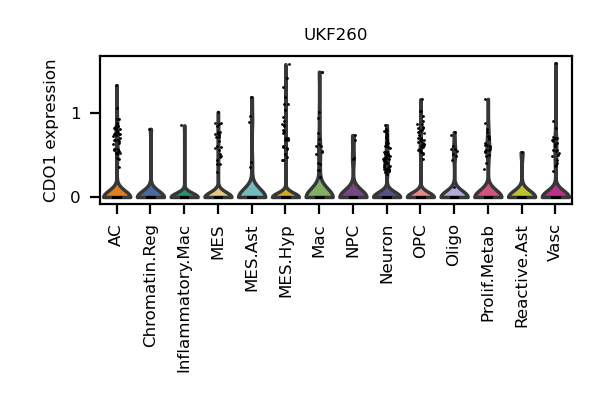 UKF260
CDO1 expression
1
0
AC
Chromatin.Reg
Inflammatory.Mac
MES
MES.Ast
MES.Hyp
Mac
NPC
Neuron
OPC
Oligo
Prolif.Metab
Reactive.Ast
Vasc